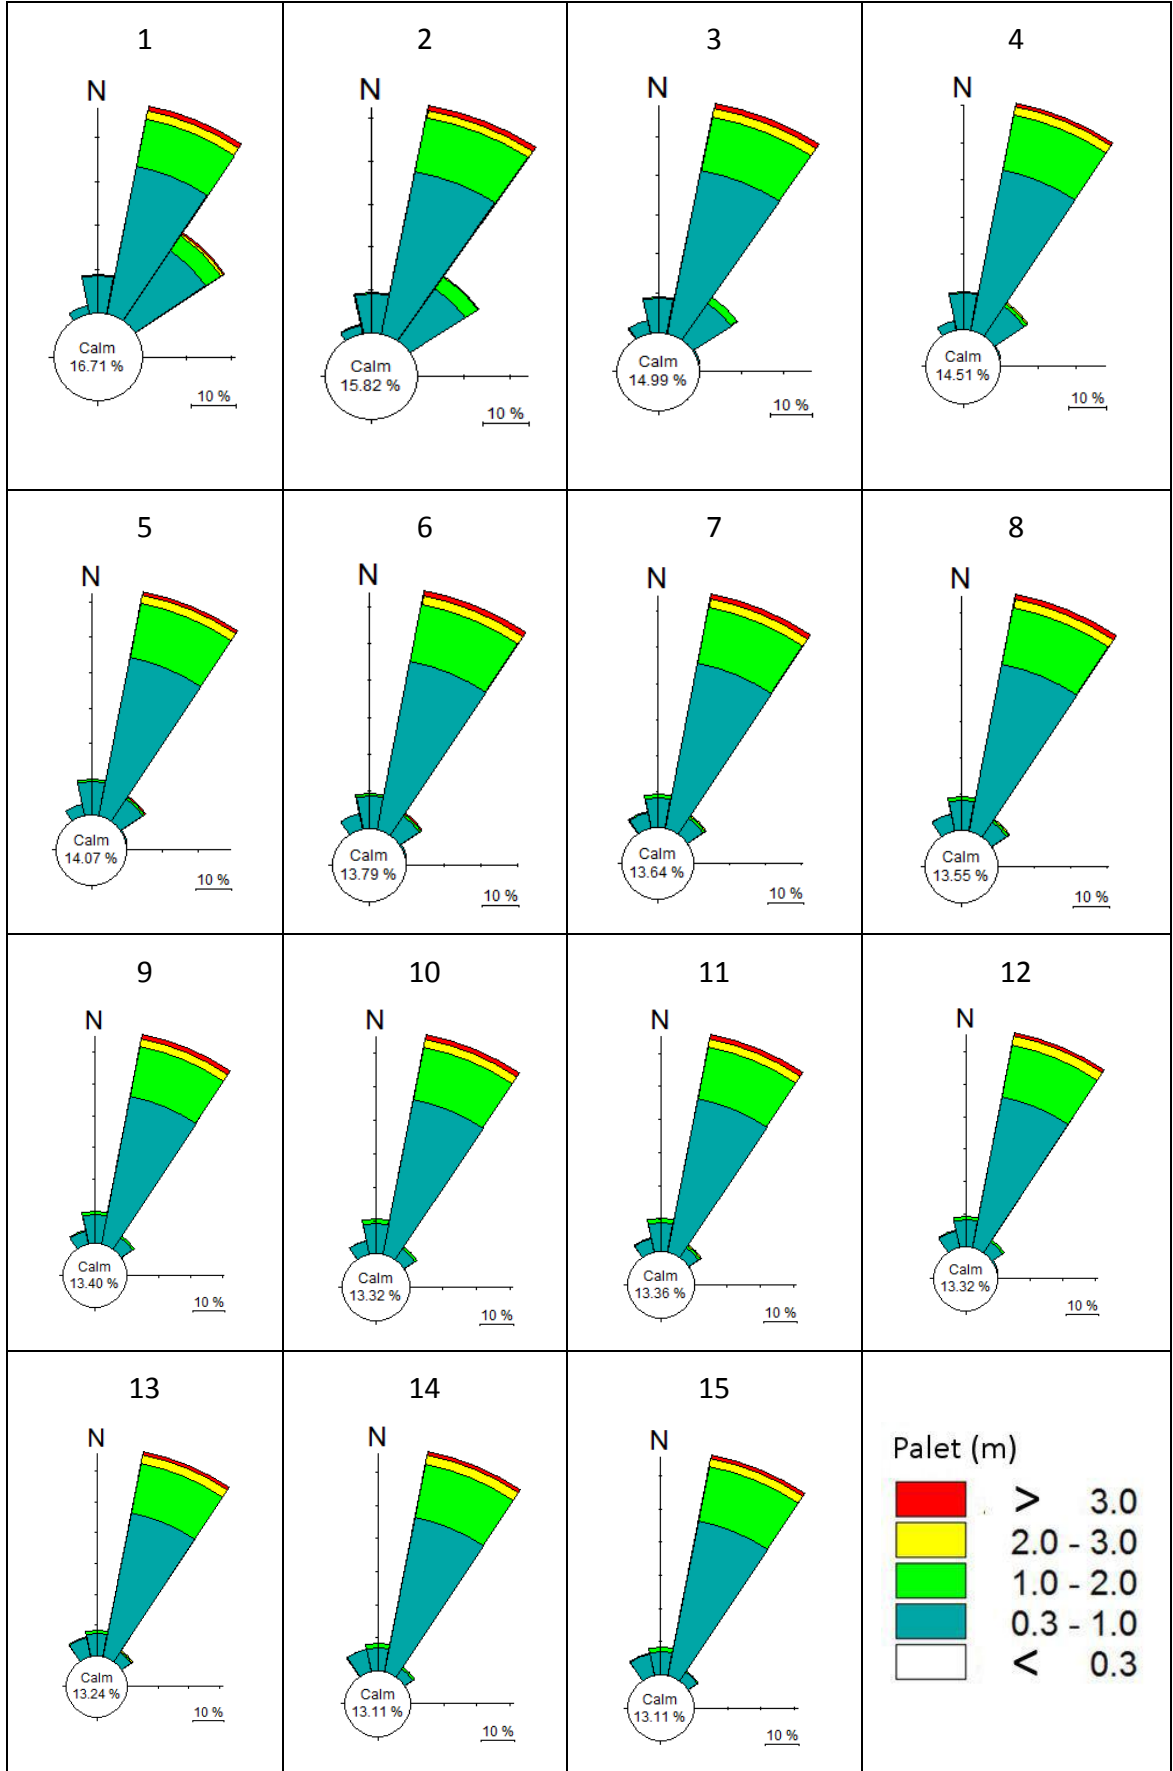 1
N
Calm
16.71 %
10 %
2
N
Calm
15.82 %
10 %
3
N
Calm
14.99 %
10 %
4
N
Calm
14.51 %
10 %
5
N
Calm
14.07 %
10 %
6
N
Calm
13.79 %
10 %
7
N
Calm
13.64 %
10 %
8
N
Calm
13.55 %
10 %
9
N
Calm
13.40 %
10 %
10
N
Calm
13.32 %
10 %
11
N
Calm
13.36 %
10 %
12
N
Calm
13.32 %
10 %
13
N
Calm
13.24 %
10 %
14
N
Calm
13.11 %
10 %
15
N
Calm
13.11 %
10 %
Palet (m)
> 3.0
2.0 - 3.0
1.0 - 2.0
0.3 - 1.0
< 0.3